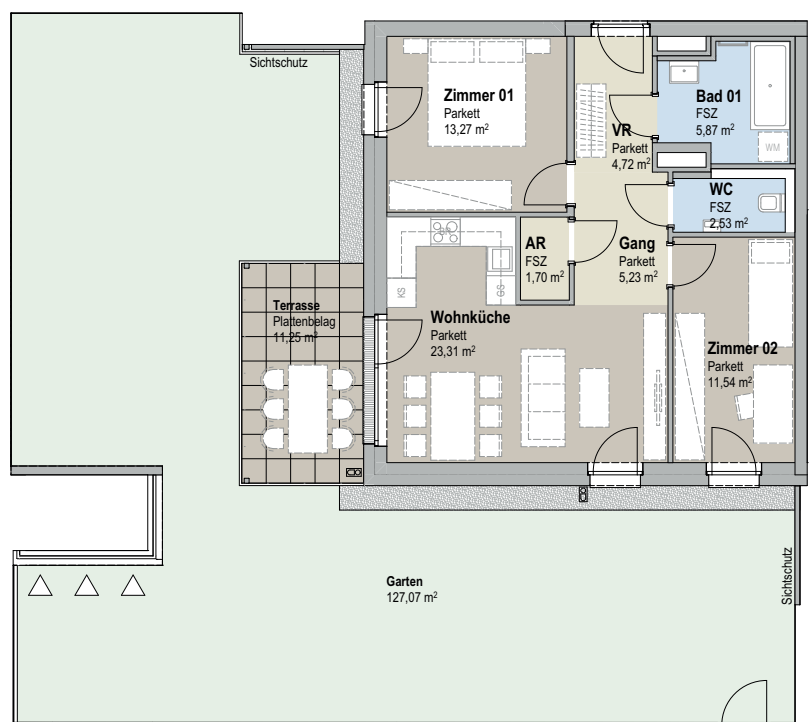 Sichtschutz
Zimmer 01
Parkett
13,27 m²
VR
Parkett
4,72 m²
Bad 01
FSZ
5,87 m²
WM
WC
FSZ
2,53 m²
AR
FSZ
1,70 m²
Gang
Parkett
5,23 m²
KS
GS
Terrasse
Plattenbelag
11,25 m²
Wohnküche
Parkett
23,31 m²
Zimmer 02
Parkett
11,54 m²
Garten
127,07 m²
Sichtschutz